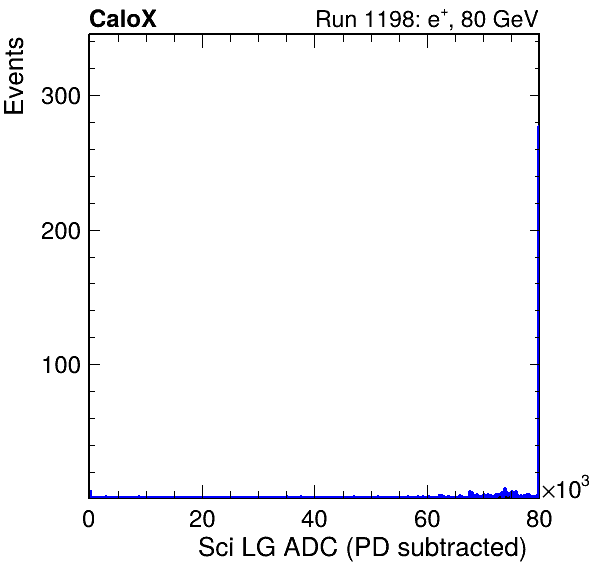 CaloX Run 1198: e⁺, 80 GeV
Events
300
200
100
×10³
0 20 40 60 80
Sci LG ADC (PD subtracted)